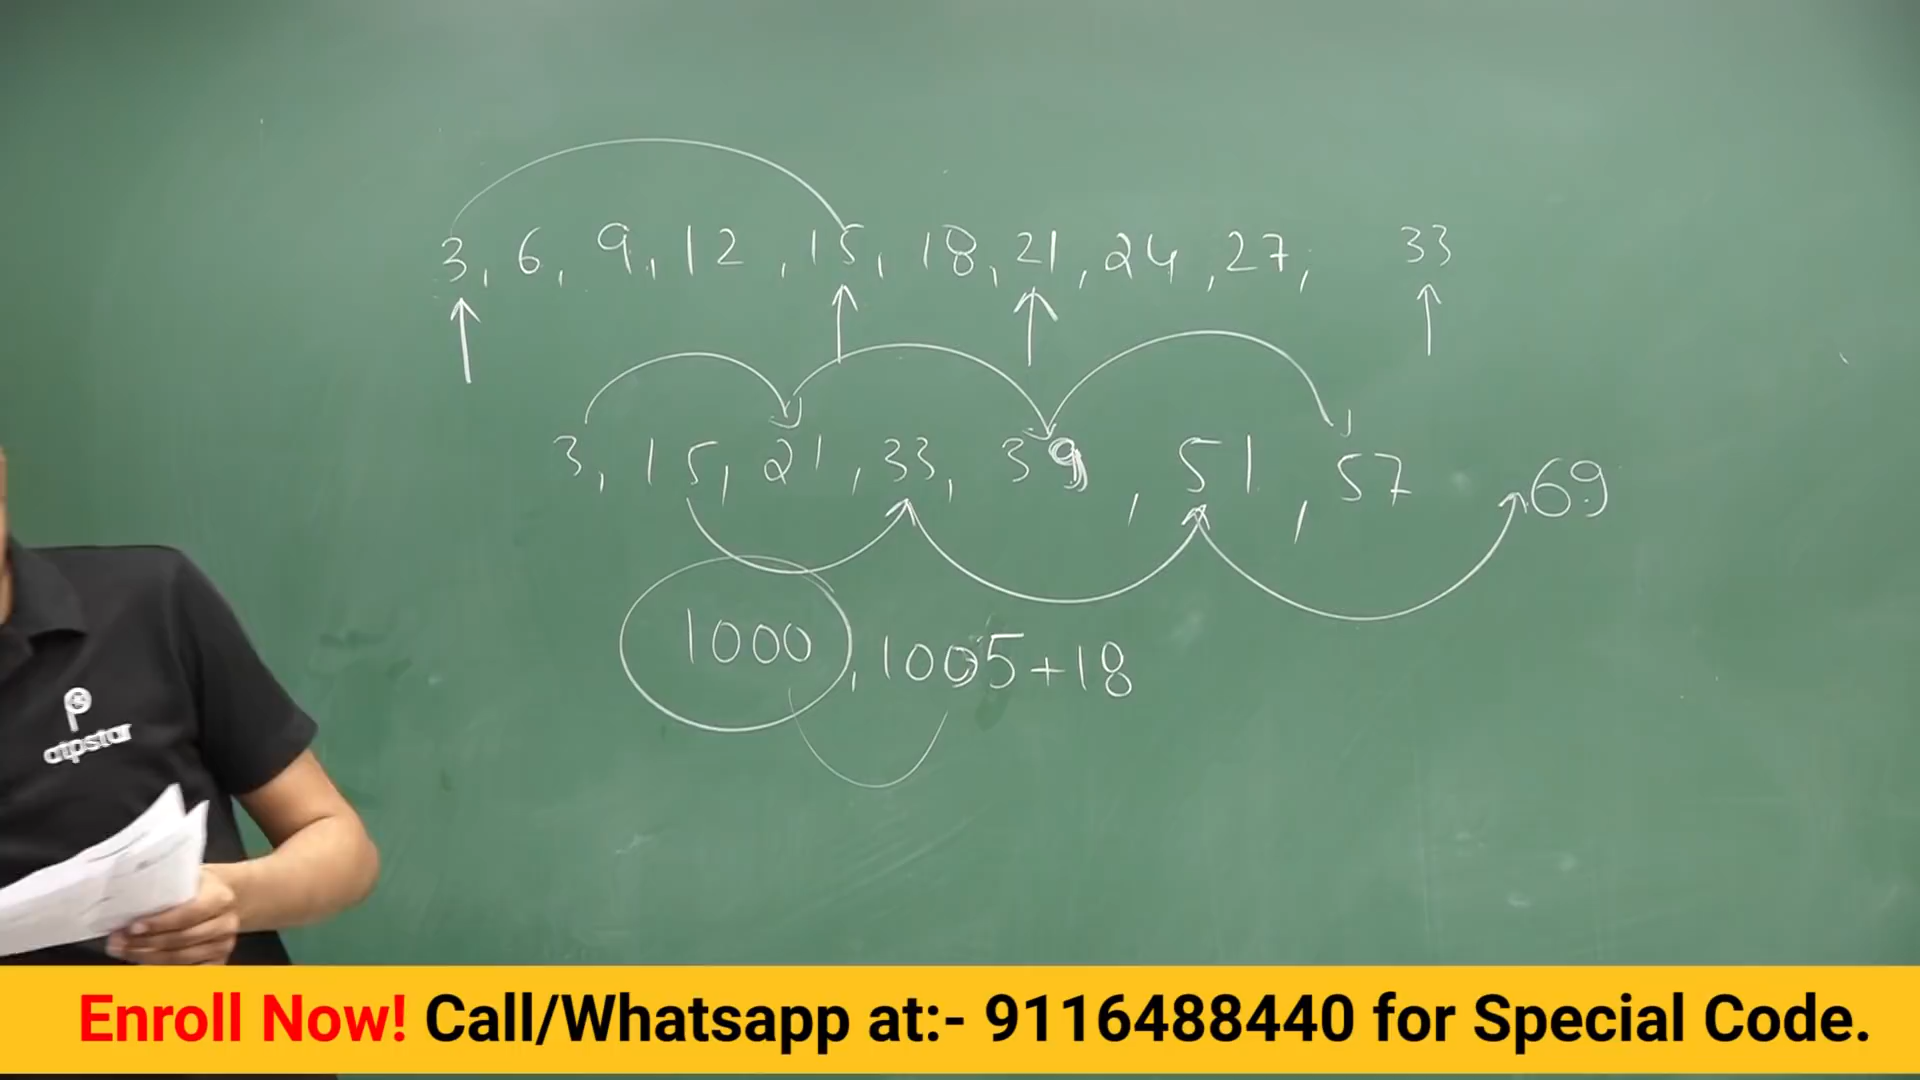 3, 6, 9, 12, 15, 18, 21, 24, 27, 33
3, 15, 21, 33, 39, 51, 57 69
1000, 1005+18
atpstar
Enroll Now! Call/Whatsapp at:- 9116488440 for Special Code.